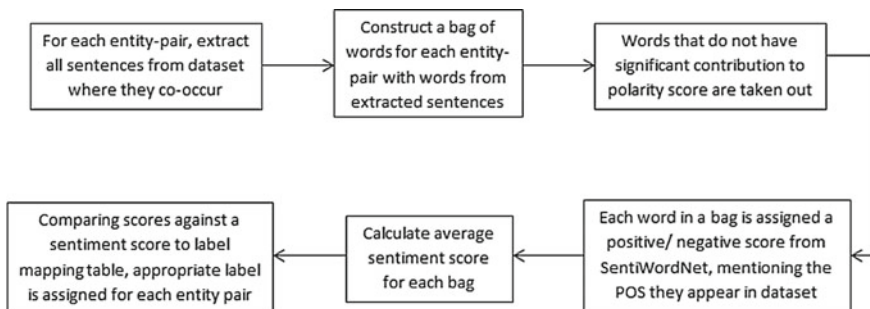 For each entity-pair, extract
all sentences from dataset
where they co-occur
Construct a bag of
words for each entity-
pair with words from
extracted sentences
Words that do not have
significant contribution to
polarity score are taken out
Each word in a bag is assigned a
positive/ negative score from
SentiWordNet, mentioning the
POS they appear in dataset
Calculate average
sentiment score
for each bag
Comparing scores against a
sentiment score to label
mapping table, appropriate label
is assigned for each entity pair